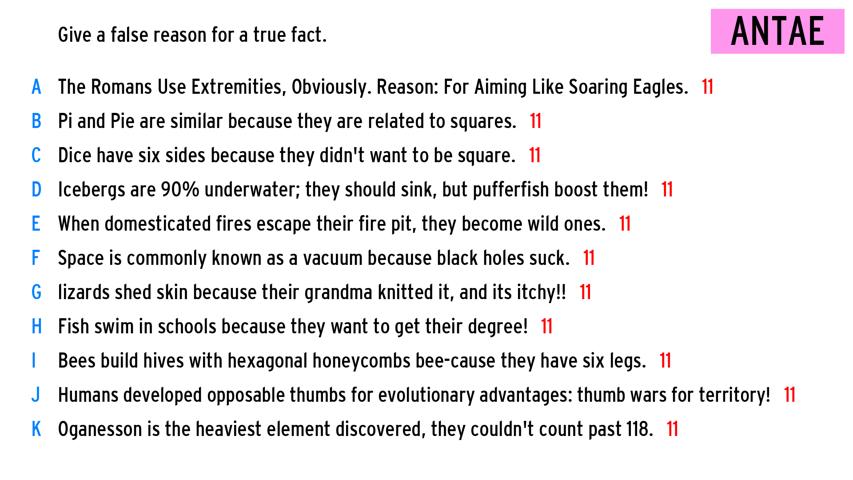 Give a false reason for a true fact.
ANTAE
A The Romans Use Extremities, Obviously. Reason: For Aiming Like Soaring Eagles. 11
B Pi and Pie are similar because they are related to squares. 11
C Dice have six sides because they didn't want to be square. 11
D Icebergs are 90% underwater; they should sink, but pufferfish boost them! 11
E When domesticated fires escape their fire pit, they become wild ones. 11
F Space is commonly known as a vacuum because black holes suck. 11
G lizards shed skin because their grandma knitted it, and its itchy!! 11
H Fish swim in schools because they want to get their degree! 11
I Bees build hives with hexagonal honeycombs bee-cause they have six legs. 11
J Humans developed opposable thumbs for evolutionary advantages: thumb wars for territory! 11
K Oganesson is the heaviest element discovered, they couldn't count past 118. 11